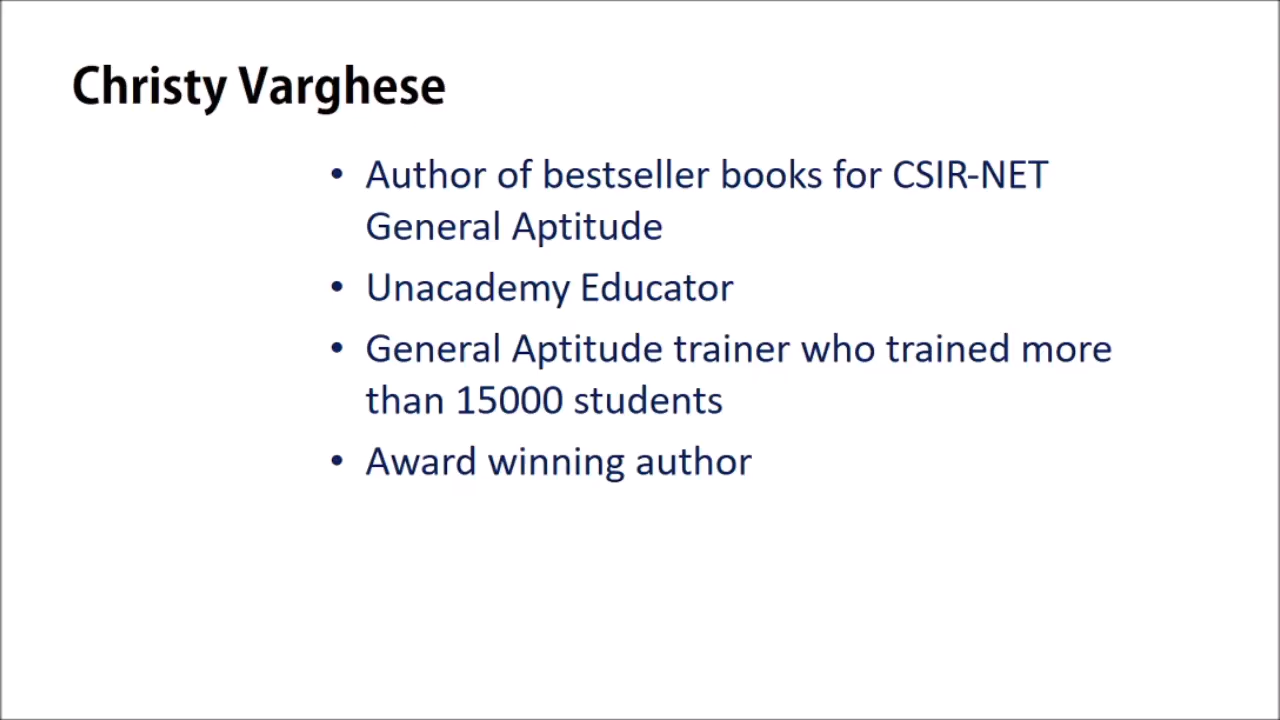 Christy Varghese
• Author of bestseller books for CSIR-NET
General Aptitude
• Unacademy Educator
• General Aptitude trainer who trained more
than 15000 students
• Award winning author